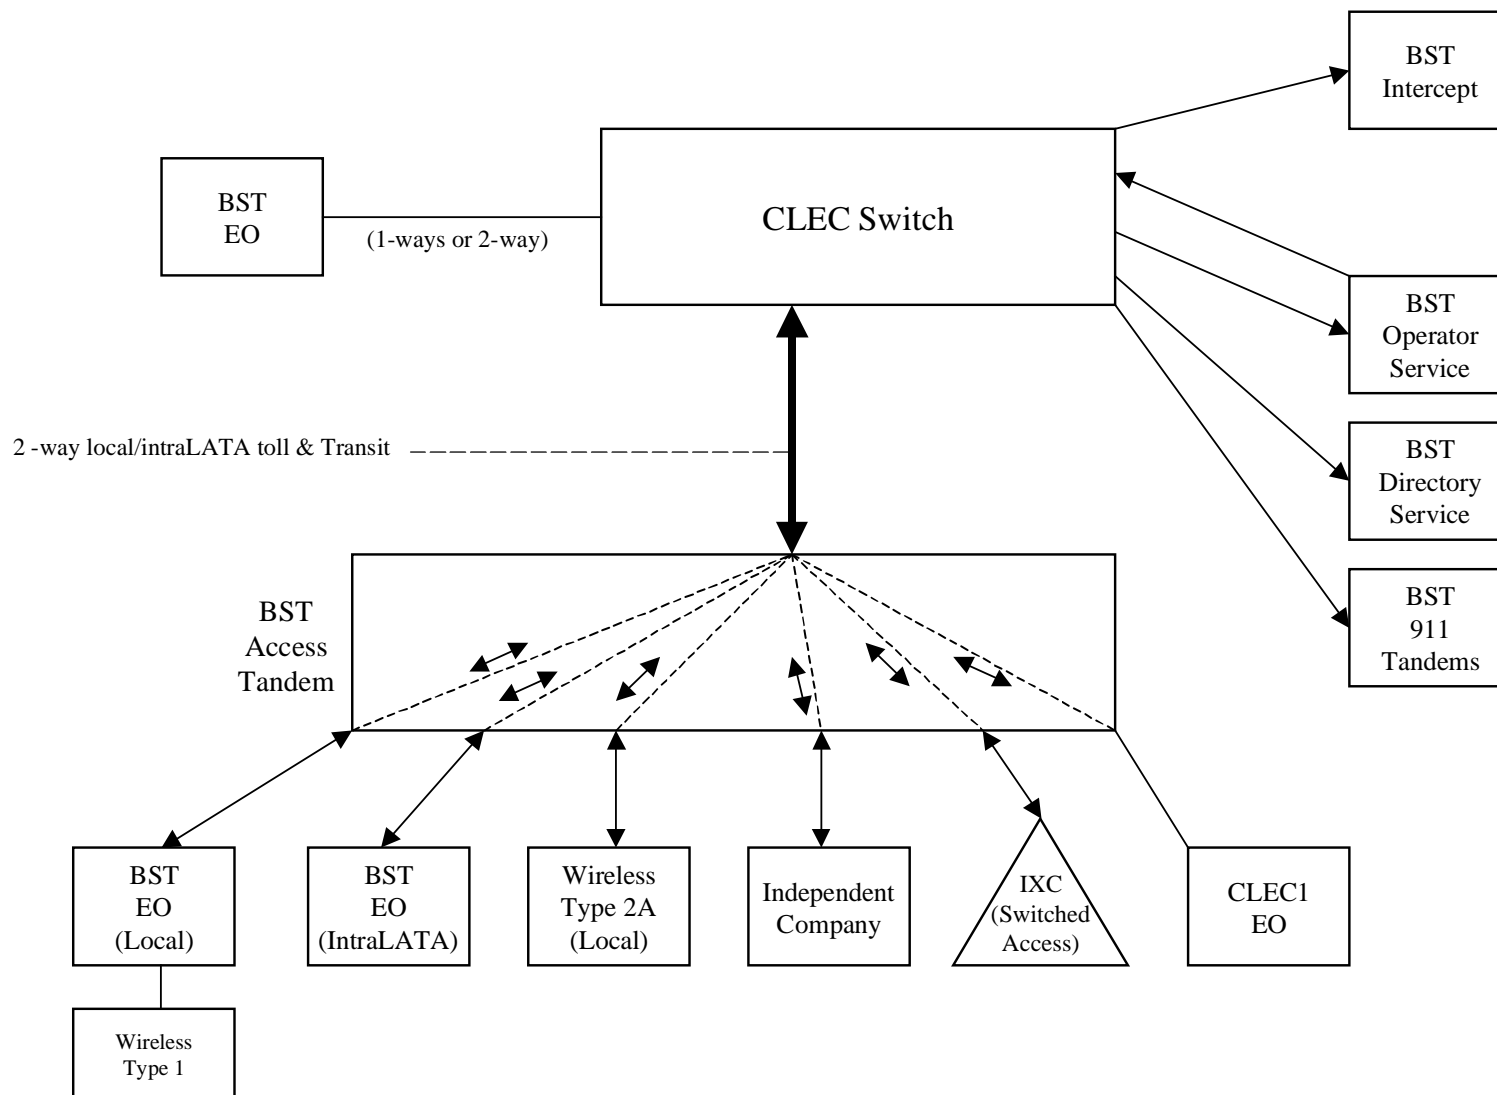 BST
Intercept
BST
EO
(1-ways or 2-way)
CLEC Switch
BST
Operator
Service
2 -way local/intraLATA toll & Transit
BST
Directory
Service
BST
911
Tandems
BST
Access
Tandem
BST
EO
(Local)
BST
EO
(IntraLATA)
Wireless
Type 2A
(Local)
Independent
Company
IXC
(Switched
Access)
CLEC1
EO
Wireless
Type 1